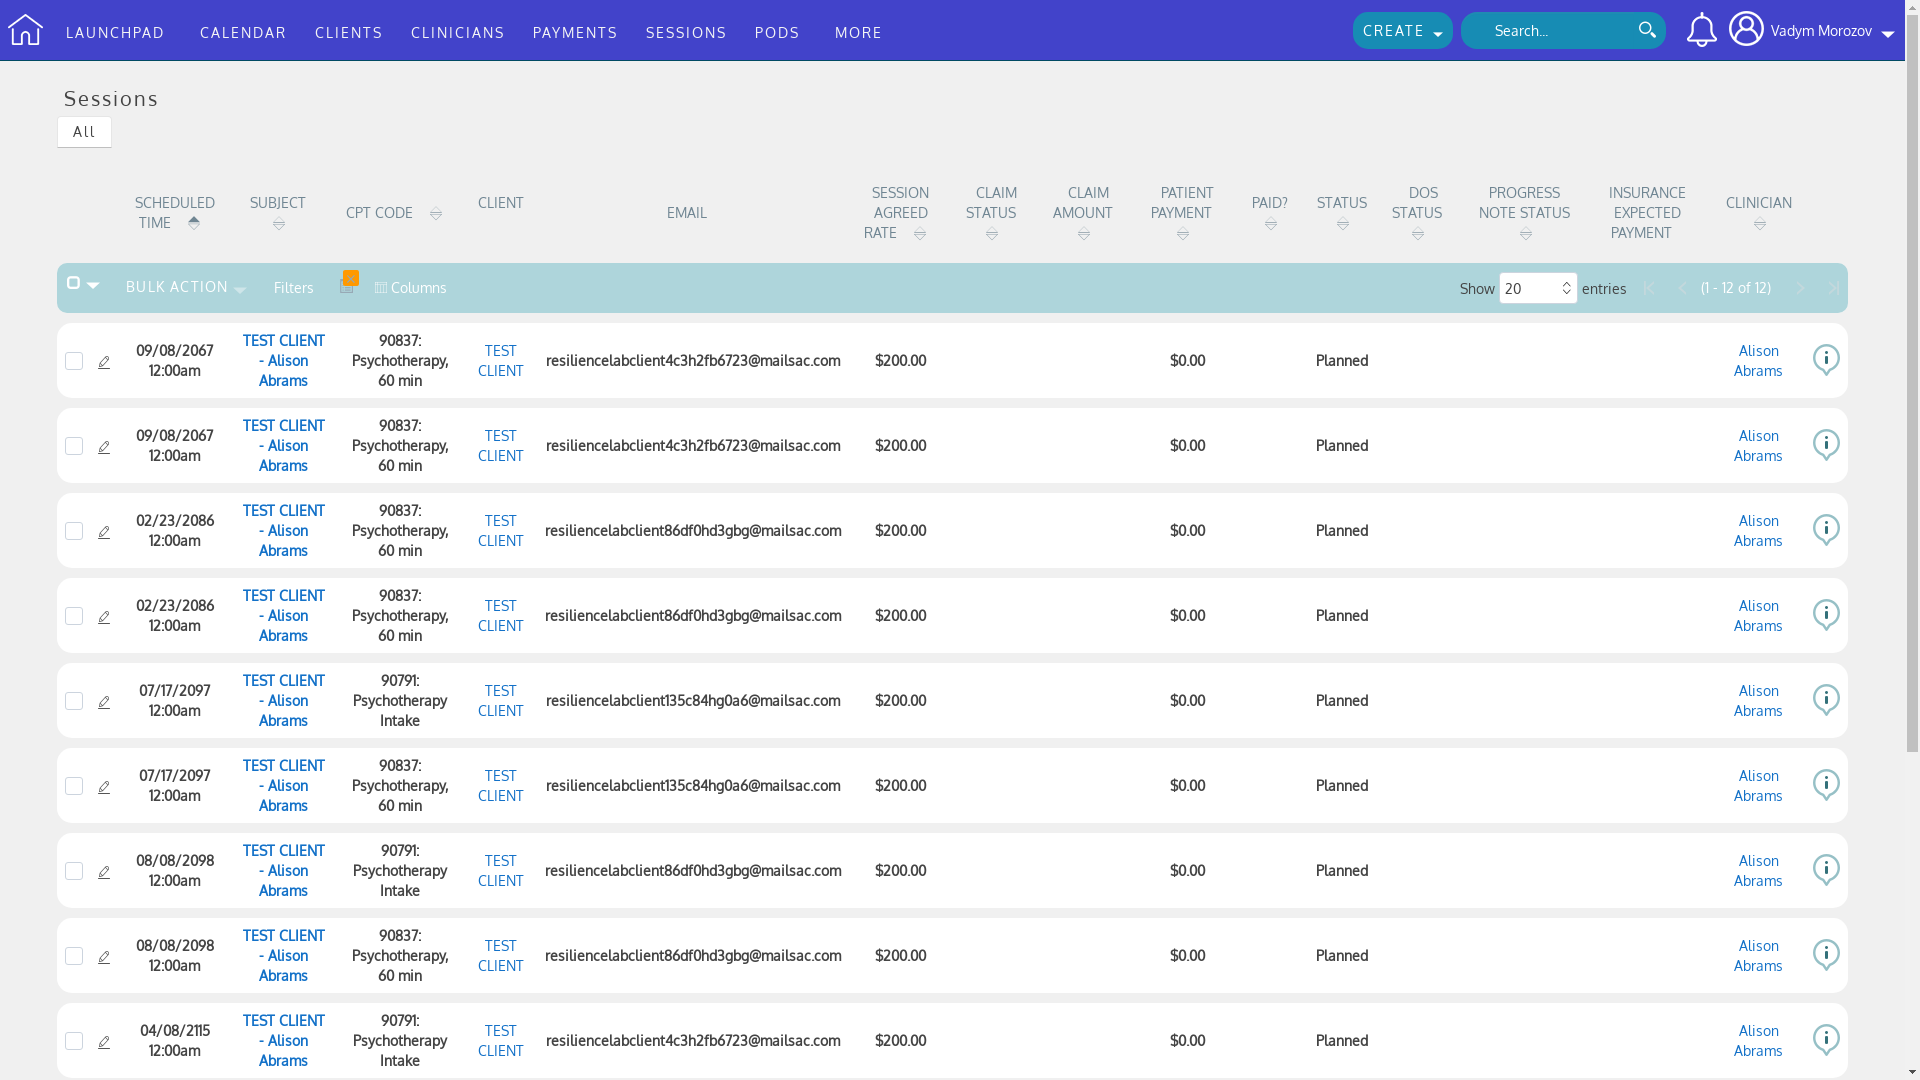 LAUNCHPAD CALENDAR CLIENTS CLINICIANS PAYMENTS SESSIONS PODS MORE CREATE Search... Vadym Morozov
Sessions
All
SCHEDULED TIME SUBJECT CPT CODE CLIENT EMAIL SESSION AGREED RATE CLAIM STATUS CLAIM AMOUNT PATIENT PAYMENT PAID? STATUS DOS STATUS PROGRESS NOTE STATUS INSURANCE EXPECTED PAYMENT CLINICIAN
BULK ACTION Filters Columns Show 20 entries (1 - 12 of 12)
09/08/2067 12:00am TEST CLIENT - Alison Abrams 90837: Psychotherapy, 60 min TEST CLIENT resiliencelabclient4c3h2fb6723@mailsac.com $200.00 $0.00 Planned Alison Abrams
09/08/2067 12:00am TEST CLIENT - Alison Abrams 90837: Psychotherapy, 60 min TEST CLIENT resiliencelabclient4c3h2fb6723@mailsac.com $200.00 $0.00 Planned Alison Abrams
02/23/2086 12:00am TEST CLIENT - Alison Abrams 90837: Psychotherapy, 60 min TEST CLIENT resiliencelabclient86df0hd3gbg@mailsac.com $200.00 $0.00 Planned Alison Abrams
02/23/2086 12:00am TEST CLIENT - Alison Abrams 90837: Psychotherapy, 60 min TEST CLIENT resiliencelabclient86df0hd3gbg@mailsac.com $200.00 $0.00 Planned Alison Abrams
07/17/2097 12:00am TEST CLIENT - Alison Abrams 90791: Psychotherapy Intake TEST CLIENT resiliencelabclient135c84hg0a6@mailsac.com $200.00 $0.00 Planned Alison Abrams
07/17/2097 12:00am TEST CLIENT - Alison Abrams 90837: Psychotherapy, 60 min TEST CLIENT resiliencelabclient135c84hg0a6@mailsac.com $200.00 $0.00 Planned Alison Abrams
08/08/2098 12:00am TEST CLIENT - Alison Abrams 90791: Psychotherapy Intake TEST CLIENT resiliencelabclient86df0hd3gbg@mailsac.com $200.00 $0.00 Planned Alison Abrams
08/08/2098 12:00am TEST CLIENT - Alison Abrams 90837: Psychotherapy, 60 min TEST CLIENT resiliencelabclient86df0hd3gbg@mailsac.com $200.00 $0.00 Planned Alison Abrams
04/08/2115 12:00am TEST CLIENT - Alison Abrams 90791: Psychotherapy Intake TEST CLIENT resiliencelabclient4c3h2fb6723@mailsac.com $200.00 $0.00 Planned Alison Abrams